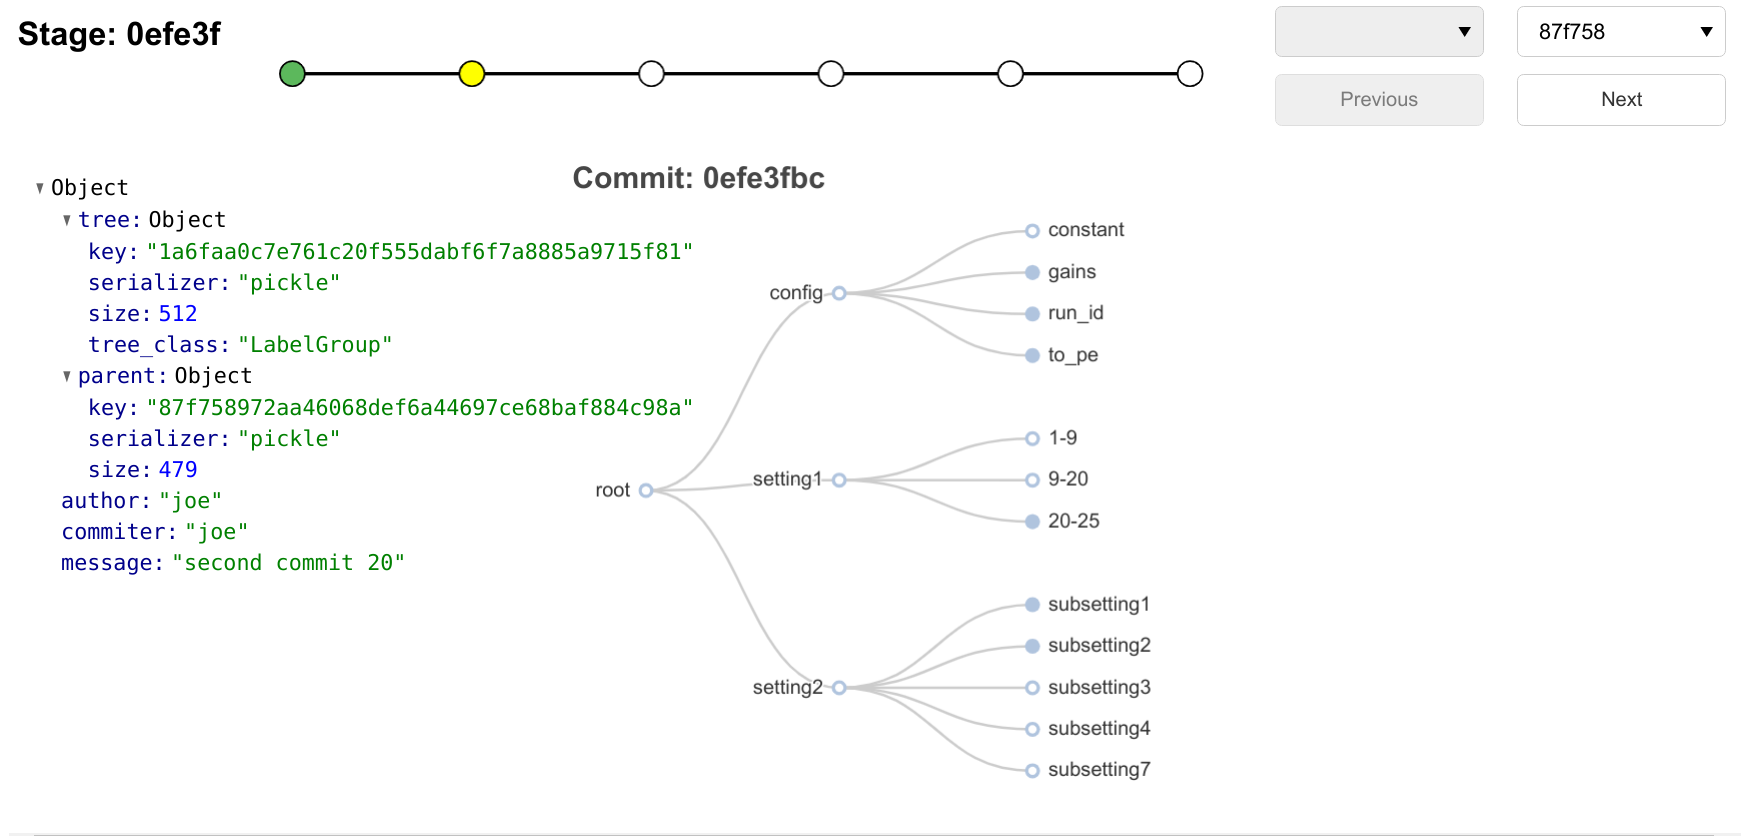 Stage: 0efe3f
87f758
Previous
Next
Commit: 0efe3fbc
Object
tree: Object
key: "1a6faa0c7e761c20f555dabf6f7a8885a9715f81"
serializer: "pickle"
size: 512
tree_class: "LabelGroup"
parent: Object
key: "87f758972aa46068def6a44697ce68baf884c98a"
serializer: "pickle"
size: 479
author: "joe"
commiter: "joe"
message: "second commit 20"
root
config
constant
gains
run_id
to_pe
setting1
1-9
9-20
20-25
setting2
subsetting1
subsetting2
subsetting3
subsetting4
subsetting7